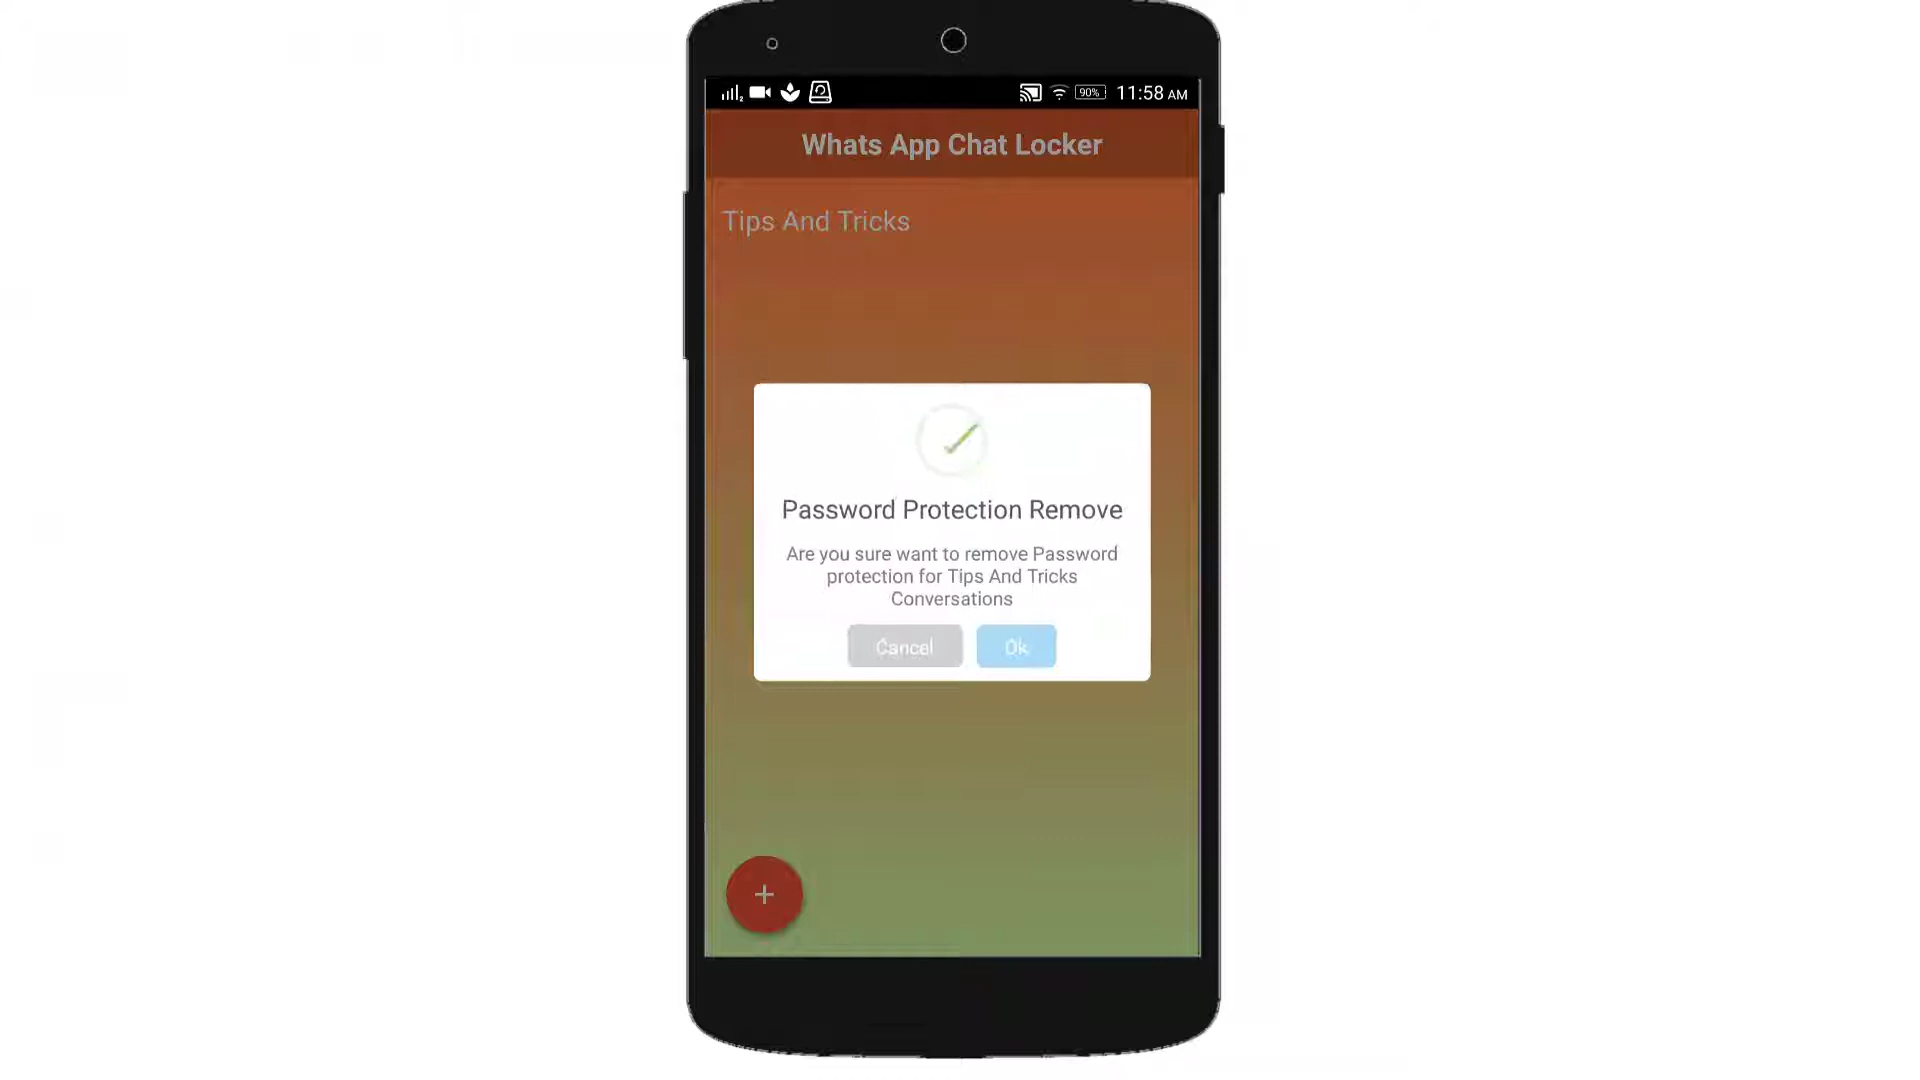 90% 11:58 AM
Whats App Chat Locker
Tips And Tricks
Password Protection Remove
Are you sure want to remove Password
protection for Tips And Tricks
Conversations
Cancel Ok